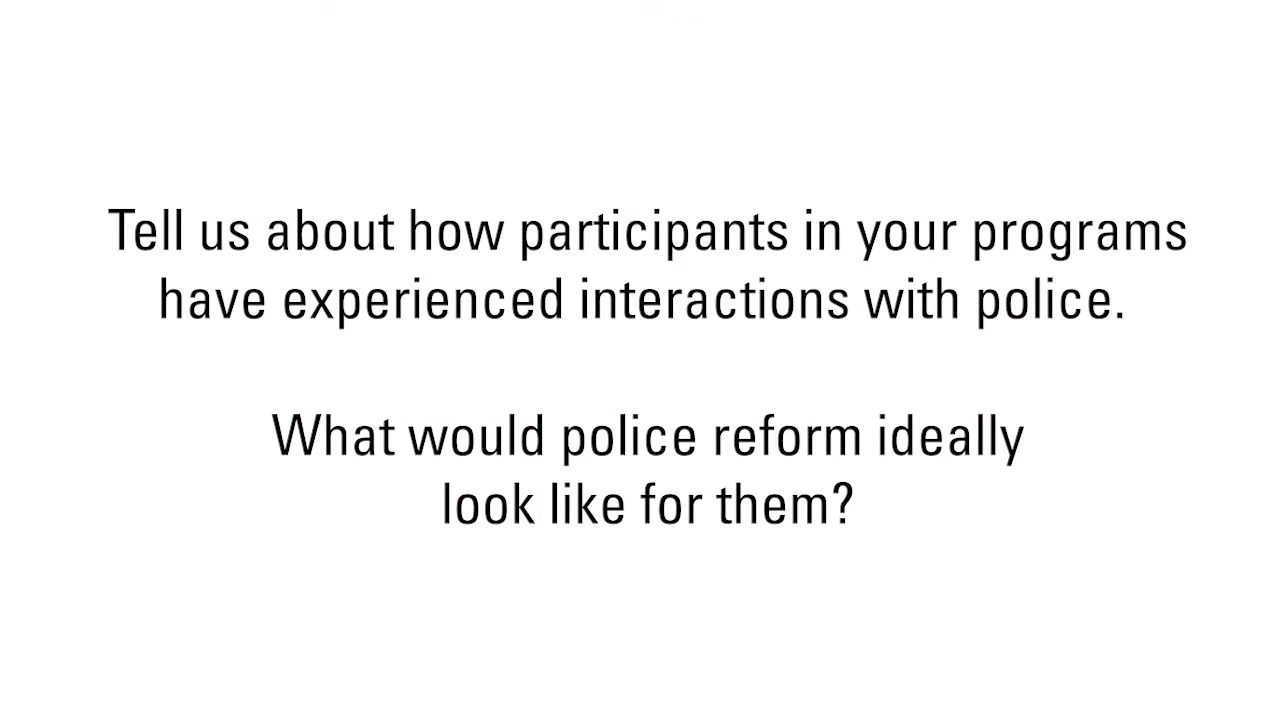 Tell us about how participants in your programs
have experienced interactions with police.
What would police reform ideally
look like for them?